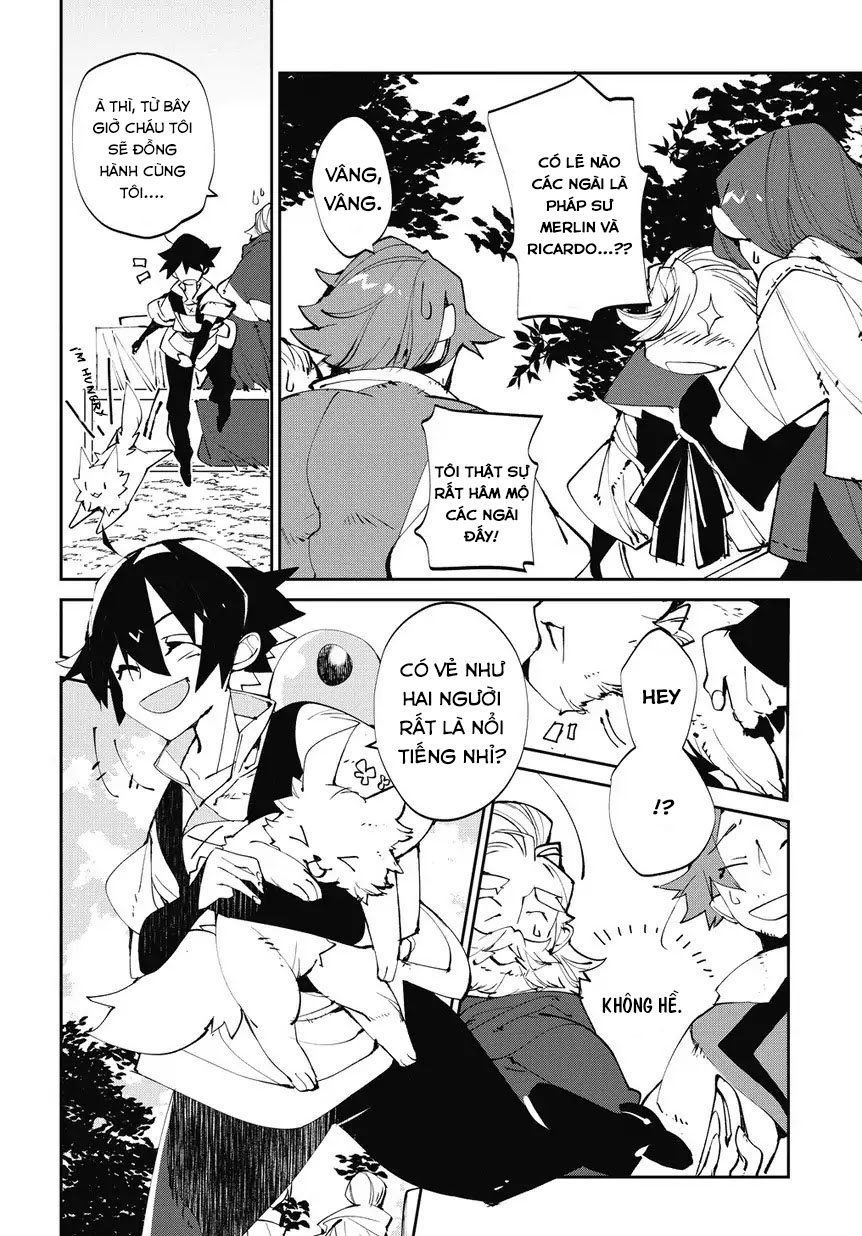 À THÌ, TỪ BÂY
GIỜ CHÁU TÔI
SẼ ĐỒNG
HÀNH CÙNG
TÔI....
I'M HUNGRY
VÂNG,
VÂNG.
CÓ LẼ NÀO
CÁC NGÀI LÀ
PHÁP SƯ
MERLIN VÀ
RICARDO...??
TÔI THẬT SỰ
RẤT HÂM MỘ
CÁC NGÀI
ĐẤY!
CÓ VẺ NHƯ
HAI NGƯỜI
RẤT LÀ NỔI
TIẾNG NHỈ?
HEY
!?
KHÔNG HỀ.